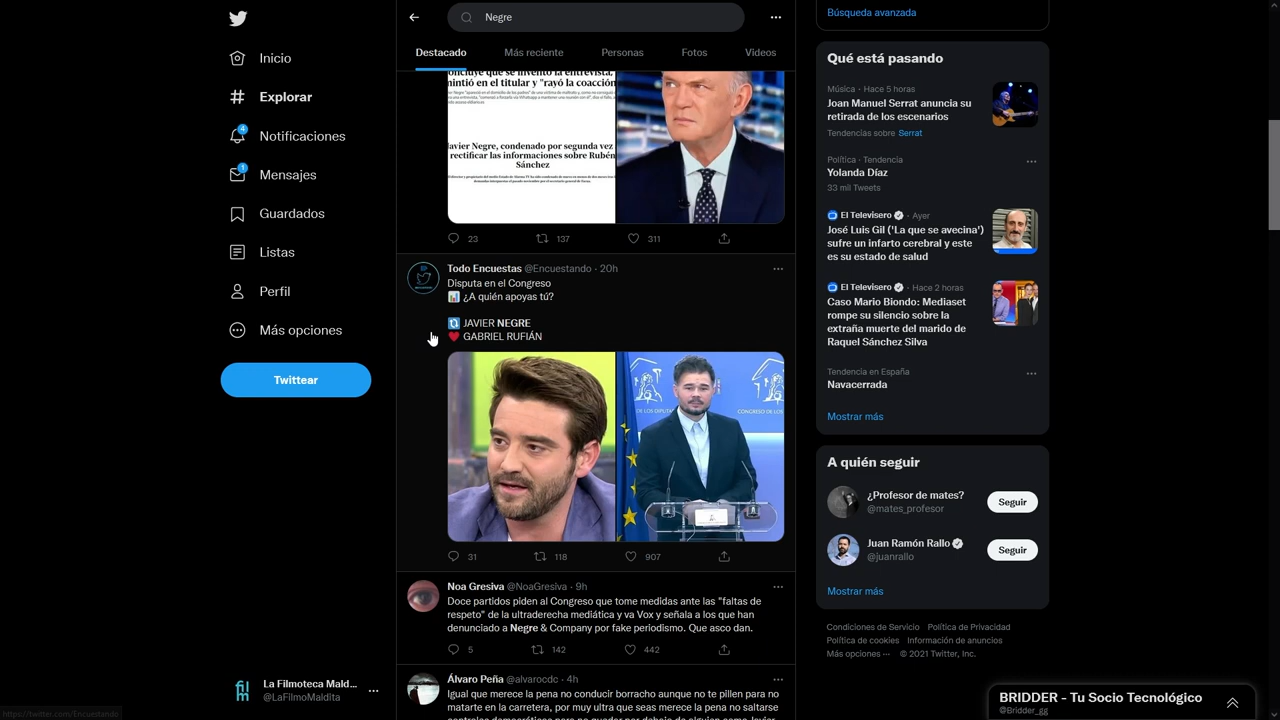 Inicio
Explorar
4
Notificaciones
1
Mensajes
Guardados
Listas
Perfil
Más opciones
Twittear
La Filmoteca Mald...
@LaFilmoMaldita
https://twitter.com/Encuestando
Negre
Destacado
Más reciente
Personas
Fotos
Videos
mintió en el titular y "rayó la coacción
Javier Negre, condenado por segunda vez
rectificar las informaciones sobre Rubén
Sánchez
23
137
311
Todo Encuestas @Encuestando · 20h
Disputa en el Congreso
¿A quién apoyas tú?
JAVIER NEGRE
GABRIEL RUFIÁN
31
118
907
Noa Gresiva @NoaGresiva · 9h
Doce partidos piden al Congreso que tome medidas ante las "faltas de
respeto" de la ultraderecha mediática y va Vox y señala a los que han
denunciado a Negre & Company por fake periodismo. Que asco dan.
5
142
442
Álvaro Peña @alvarocdc · 4h
Igual que merece la pena no conducir borracho aunque no te pillen para no
matarte en la carretera, por muy ultra que seas merece la pena no saltarse
Búsqueda avanzada
Qué está pasando
Música · Hace 5 horas
Joan Manuel Serrat anuncia su
retirada de los escenarios
Tendencias sobre Serrat
Política · Tendencia
Yolanda Díaz
33 mil Tweets
El Televisero · Ayer
José Luis Gil ('La que se avecina')
sufre un infarto cerebral y este
es su estado de salud
El Televisero · Hace 2 horas
Caso Mario Biondo: Mediaset
rompe su silencio sobre la
extraña muerte del marido de
Raquel Sánchez Silva
Tendencia en España
Navacerrada
Mostrar más
A quién seguir
¿Profesor de mates?
@mates_profesor
Seguir
Juan Ramón Rallo
@juanrallo
Seguir
Mostrar más
Condiciones de Servicio Política de Privacidad
Política de cookies Información de anuncios
Más opciones ··· © 2021 Twitter, Inc.
BRIDDER - Tu Socio Tecnológico
@Bridder_gg